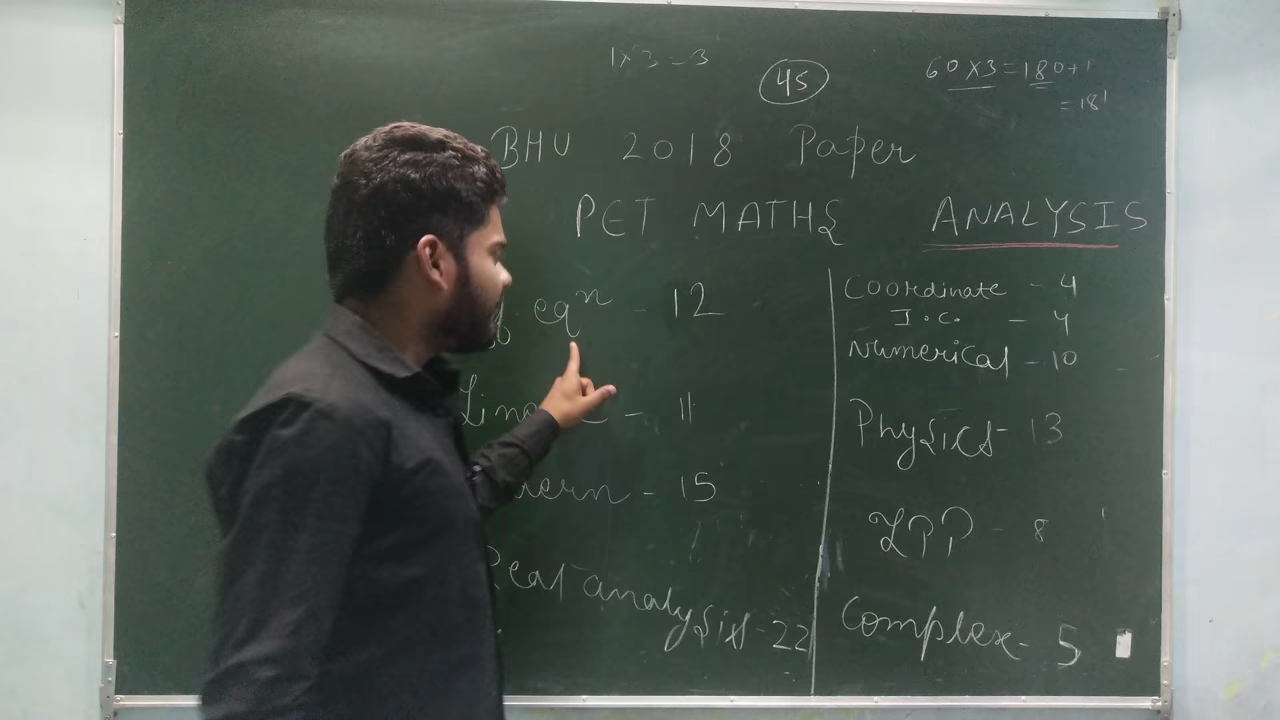 1 x 3 = 3
45
60 x 3 = 180 + 1
= 181
BHU 2018 Paper
PET MATHS ANALYSIS
eqn - 12
- 11
- 15
Real analysis - 22
Coordinate - 4
I.C. - 4
Numerical - 10
Physics - 13
LPP - 8
Complex - 5